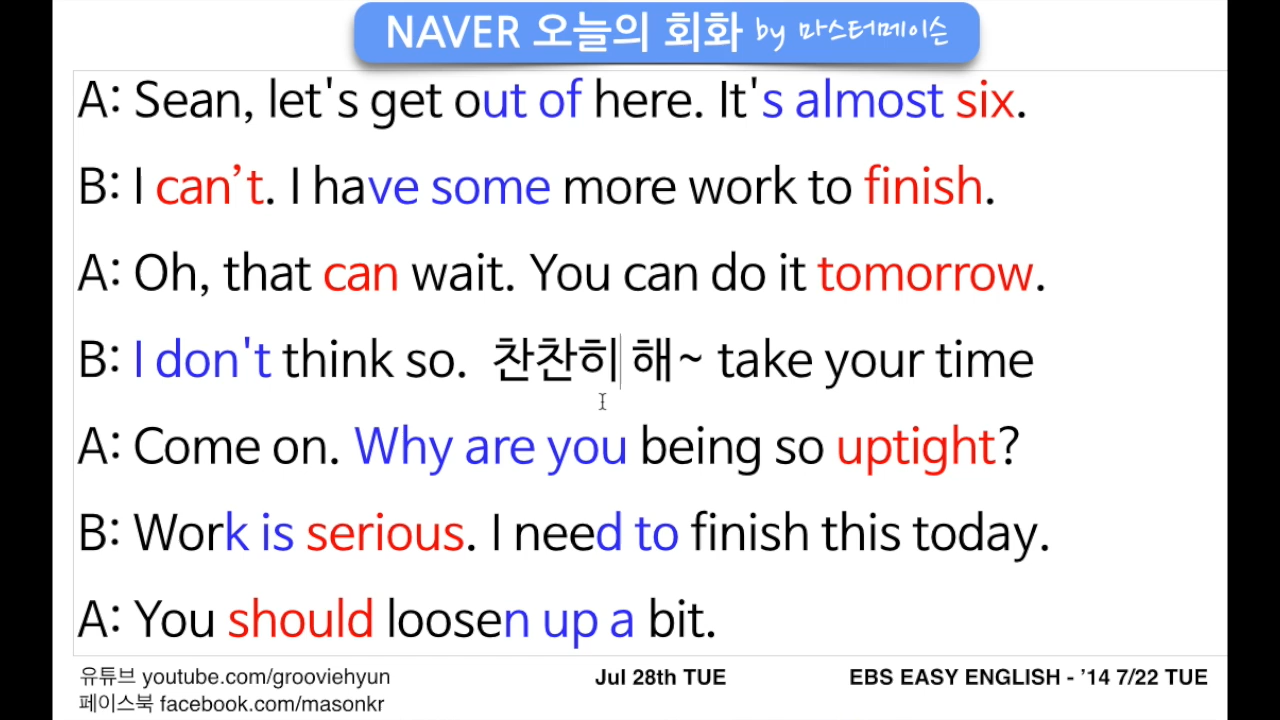 NAVER 오늘의 회화 by 마스터메이슨
A: Sean, let's get out of here. It's almost six.
B: I can’t. I have some more work to finish.
A: Oh, that can wait. You can do it tomorrow.
B: I don't think so. 찬찬히 해~ take your time
A: Come on. Why are you being so uptight?
B: Work is serious. I need to finish this today.
A: You should loosen up a bit.
유튜브 youtube.com/grooviehyun
Jul 28th TUE
EBS EASY ENGLISH - ’14 7/22 TUE
페이스북 facebook.com/masonkr